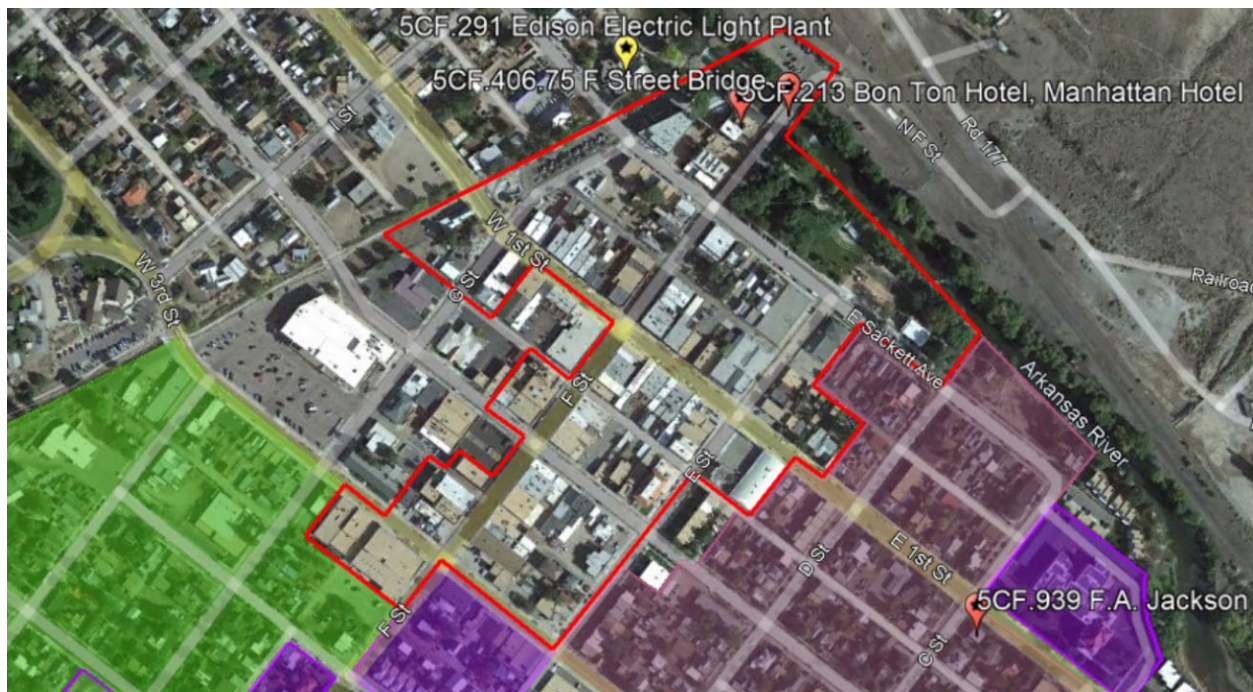 5CF.291 Edison Electric Light Plant
5CF.406.75 F Street Bridge
5CF.213 Bon Ton Hotel, Manhattan Hotel
I St
N F St
Rd 177
W 1st St
W 3rd St
G St
Railroad
E Sackett Ave
F St
Arkansas River
E St
D St
E 1st St
5CF.939 F.A. Jackson
F St
C St